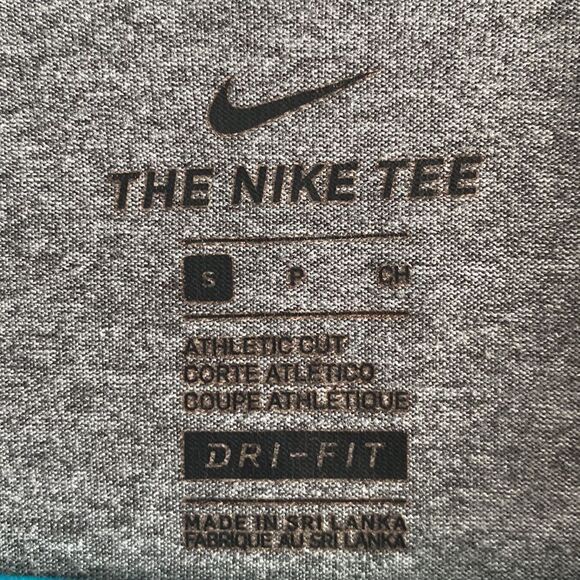 THE NIKE TEE
S P CH
ATHLETIC CUT
CORTE ATLÉTICO
COUPE ATHLÉTIQUE
DRI-FIT
MADE IN SRI LANKA
FABRIQUÉ AU SRI LANKA